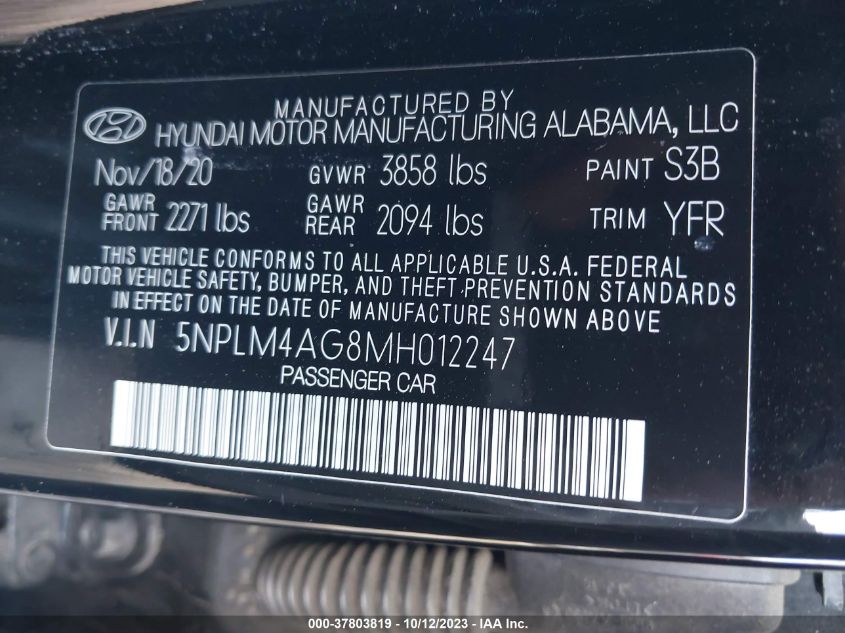 MANUFACTURED BY
HYUNDAI MOTOR MANUFACTURING ALABAMA, LLC
Nov/18/20 GVWR 3858 lbs PAINT S3B
GAWR FRONT 2271 lbs GAWR REAR 2094 lbs TRIM YFR
THIS VEHICLE CONFORMS TO ALL APPLICABLE U.S.A. FEDERAL
MOTOR VEHICLE SAFETY, BUMPER, AND THEFT PREVENTION STANDARDS
IN EFFECT ON THE DATE OF MANUFACTURE SHOWN ABOVE
V.I.N 5NPLM4AG8MH012247
PASSENGER CAR
000-37803819 - 10/12/2023 - IAA Inc.